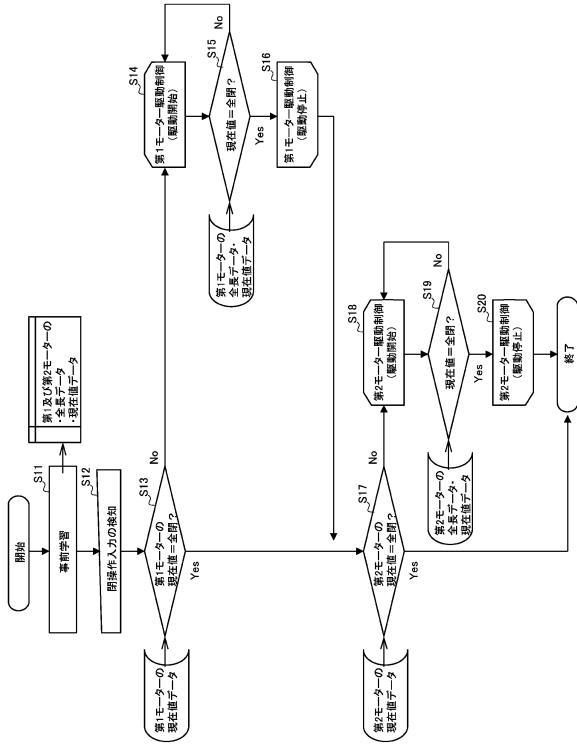 開始
S11
事前学習
第1及び第2モーターの
・全長データ
・現在値データ
S12
閉操作入力の検知
S13
第1モーターの
現在値＝全閉？
No
Yes
第1モーターの
現在値データ
S14
第1モーター駆動制御
（駆動開始）
S15
現在値＝全閉？
No
Yes
第1モーターの
全長データ・
現在値データ
S16
第1モーター駆動制御
（駆動停止）
S17
第2モーターの
現在値＝全閉？
No
Yes
第2モーターの
現在値データ
S18
第2モーター駆動制御
（駆動開始）
S19
現在値＝全閉？
No
Yes
第2モーターの
全長データ・
現在値データ
S20
第2モーター駆動制御
（駆動停止）
終了